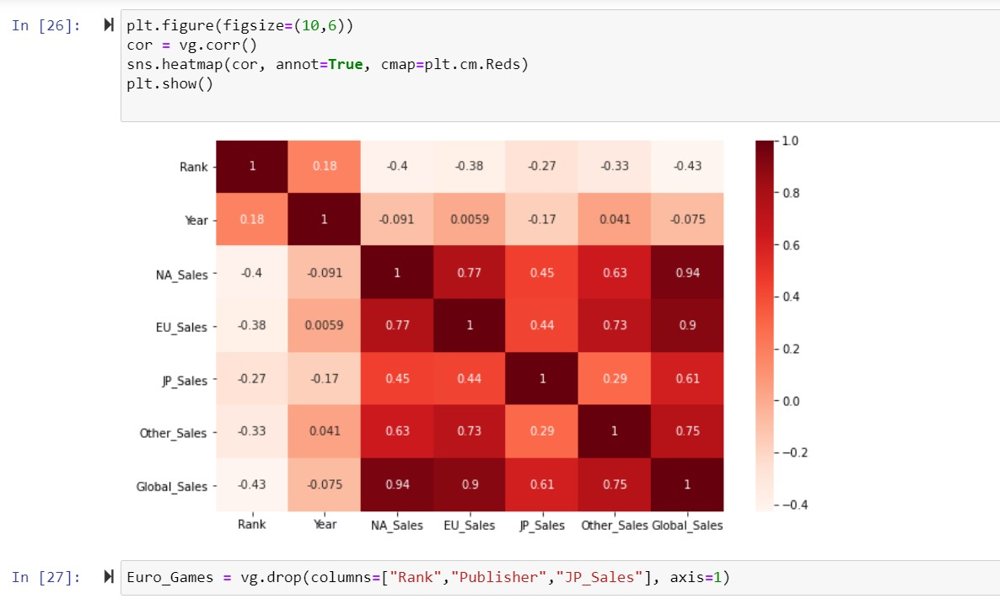 In [26]:
plt.figure(figsize=(10,6))
cor = vg.corr()
sns.heatmap(cor, annot=True, cmap=plt.cm.Reds)
plt.show()
Rank 1 0.18 -0.4 -0.38 -0.27 -0.33 -0.43
Year 0.18 1 -0.091 0.0059 -0.17 0.041 -0.075
NA_Sales -0.4 -0.091 1 0.77 0.45 0.63 0.94
EU_Sales -0.38 0.0059 0.77 1 0.44 0.73 0.9
JP_Sales -0.27 -0.17 0.45 0.44 1 0.29 0.61
Other_Sales -0.33 0.041 0.63 0.73 0.29 1 0.75
Global_Sales -0.43 -0.075 0.94 0.9 0.61 0.75 1
Rank Year NA_Sales EU_Sales JP_Sales Other_Sales Global_Sales
1.0
0.8
0.6
0.4
0.2
0.0
−0.2
−0.4
In [27]:
Euro_Games = vg.drop(columns=["Rank","Publisher","JP_Sales"], axis=1)